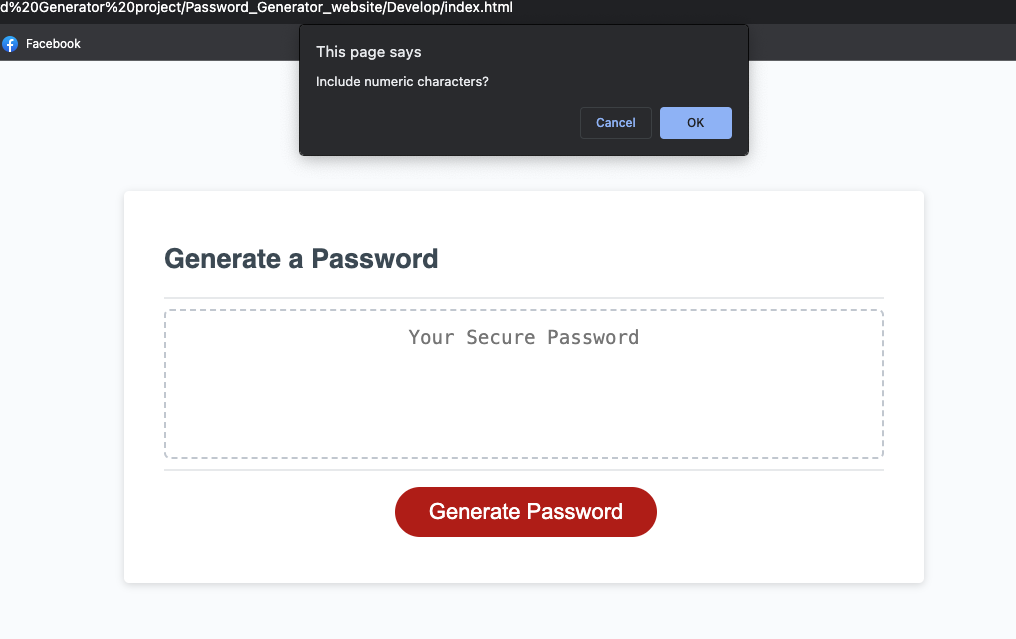 d%20Generator%20project/Password_Generator_website/Develop/index.html
Facebook
This page says
Include numeric characters?
Cancel OK
Generate a Password
Your Secure Password
Generate Password